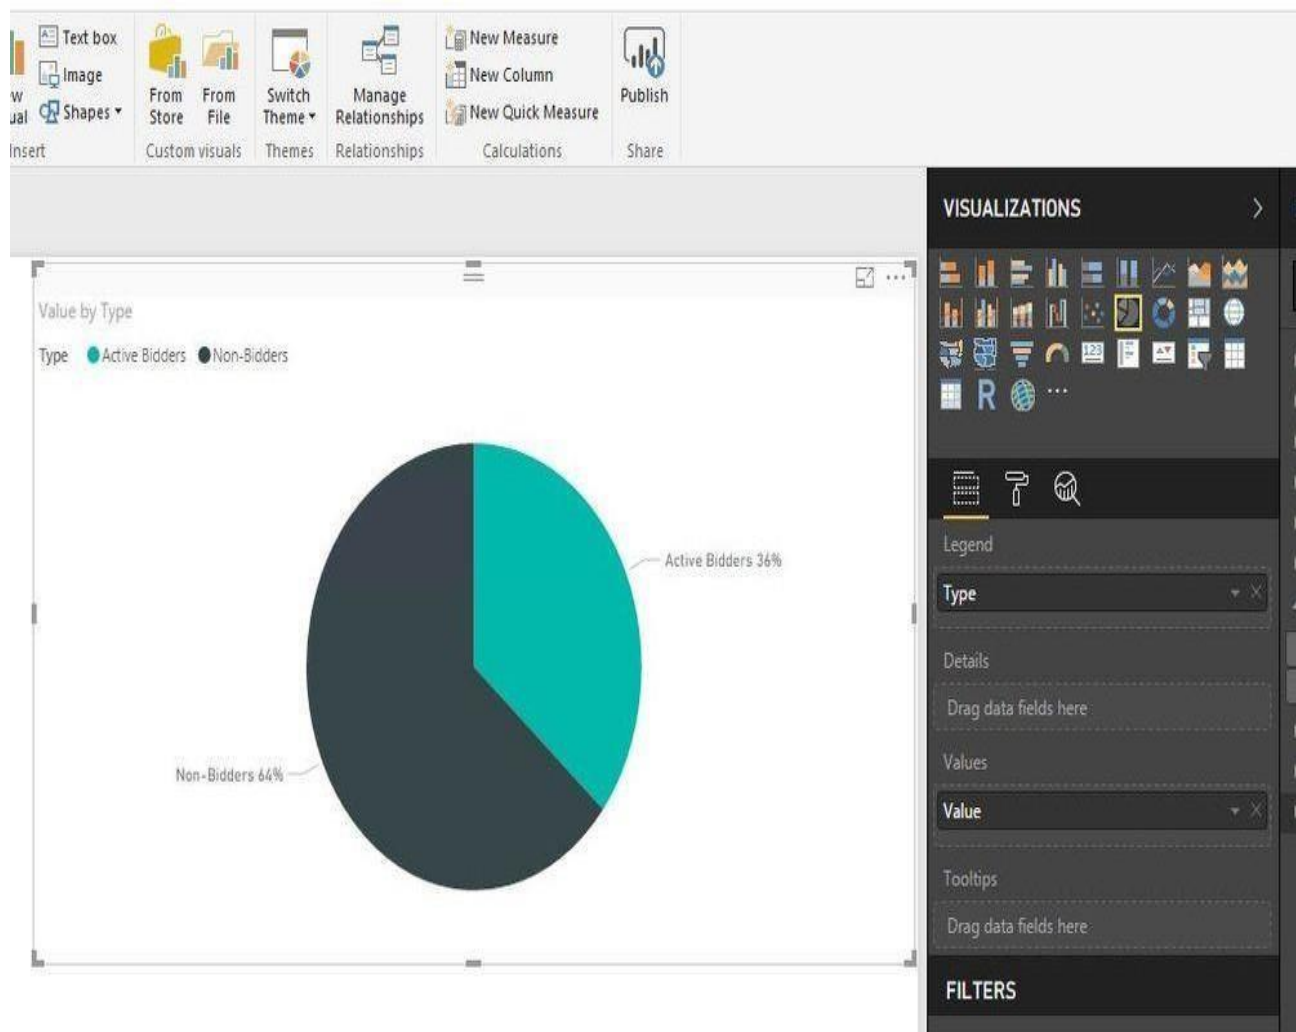 Text box
Image
Shapes
From Store
From File
Switch Theme
Manage Relationships
New Measure
New Column
New Quick Measure
Publish
Custom visuals
Themes
Relationships
Calculations
Share
VISUALIZATIONS
Value by Type
Type Active Bidders Non-Bidders
Active Bidders 36%
Non-Bidders 64%
123
R
Legend
Type
Details
Drag data fields here
Values
Value
Tooltips
Drag data fields here
FILTERS